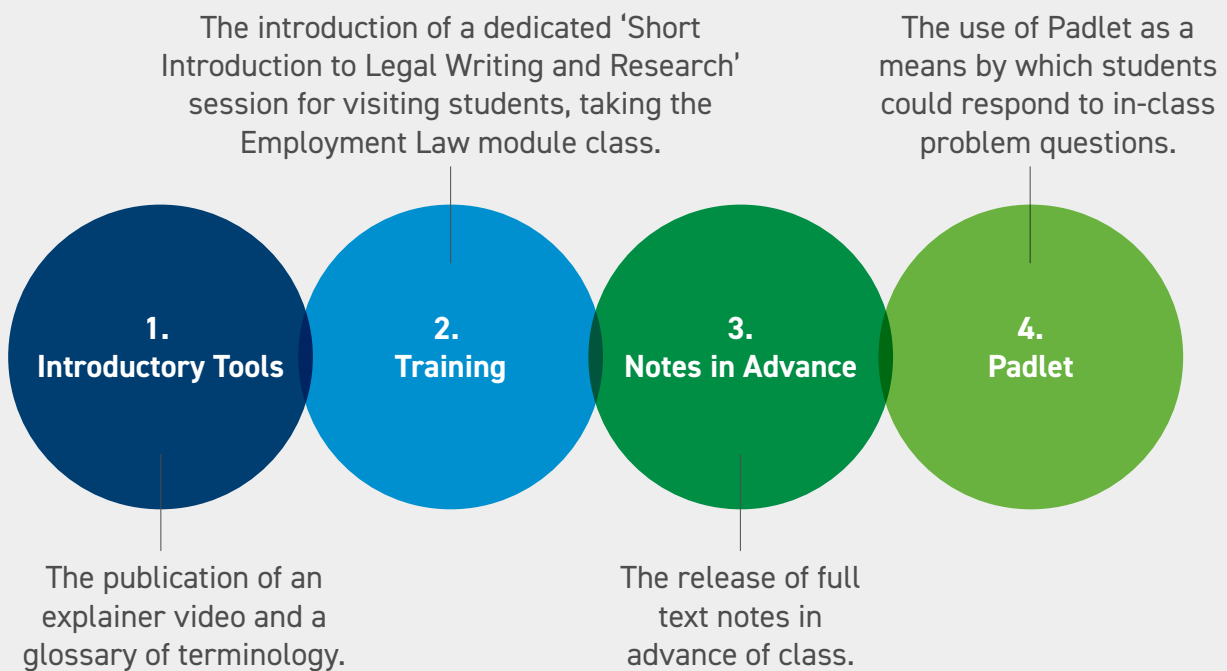 The introduction of a dedicated ‘Short
Introduction to Legal Writing and Research’
session for visiting students, taking the
Employment Law module class.
The use of Padlet as a
means by which students
could respond to in-class
problem questions.
1.
Introductory Tools
2.
Training
3.
Notes in Advance
4.
Padlet
The publication of an
explainer video and a
glossary of terminology.
The release of full
text notes in
advance of class.